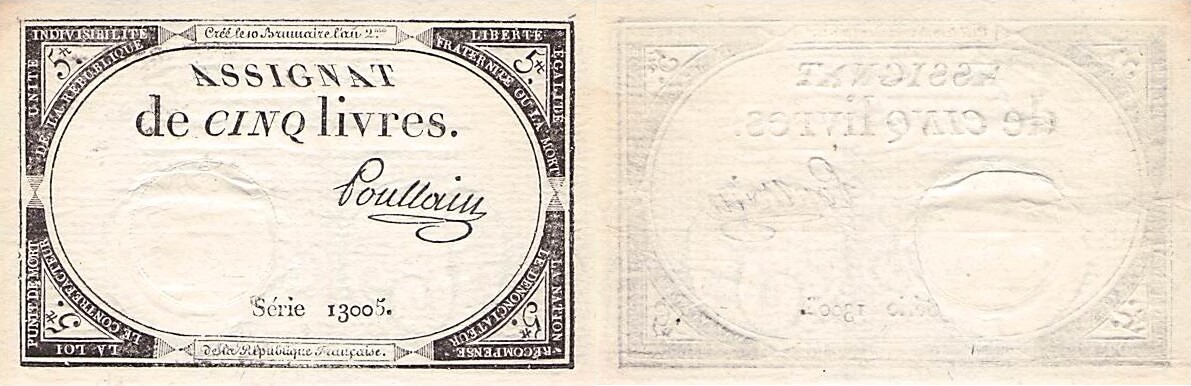 Créé le 10 Brumaire l'an 2.me
UNITÉ INDIVISIBILITÉ
DE LA RÉPUBLIQUE
LIBERTÉ ÉGALITÉ
FRATERNITÉ OU LA MORT
5#
5#
ASSIGNAT
de CINQ livres.
Poullain
Série 13005.
LA LOI PUNIT DE MORT
LE CONTREFACTEUR
LA NATION RÉCOMPENSE
LE DÉNONCIATEUR
5#
5#
de la République Française.